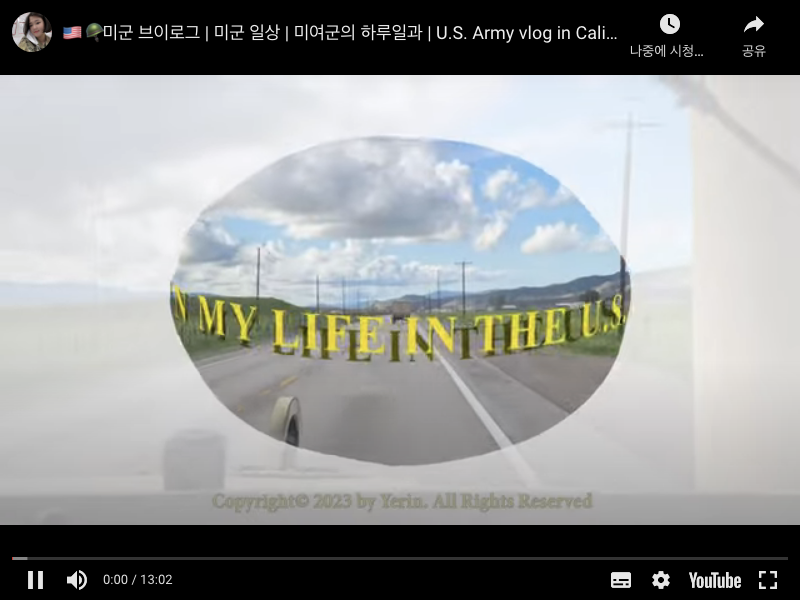 🇺🇸🪖미군 브이로그 | 미군 일상 | 미여군의 하루일과 | U.S. Army vlog in Cali...
나중에 시청...
공유
N MY LIFE IN THE U.S.
Copyright© 2023 by Yerin. All Rights Reserved
0:00 / 13:02
YouTube